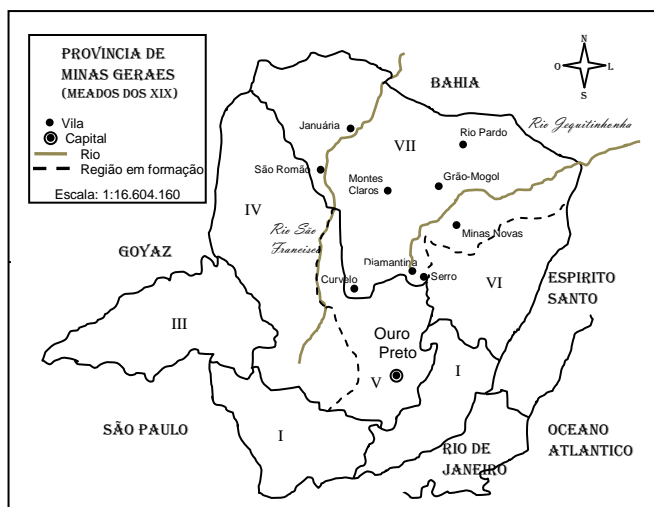 PROVINCIA DE
MINAS GERAES
(MEADOS DOS XIX)
Vila
Capital
Rio
Região em formação
Escala: 1:16.604.160
N
O
L
S
BAHIA
Rio Jequitinhonha
Januária
Rio Pardo
VII
São Romão
Montes
Claros
Grão-Mogol
IV
Rio São
Francisco
Minas Novas
GOYAZ
Diamantina
Serro
Curvelo
VI
ESPIRITO
SANTO
III
Ouro
Preto
V
I
I
SÃO PAULO
RIO DE
JANEIRO
OCEANO
ATLANTICO